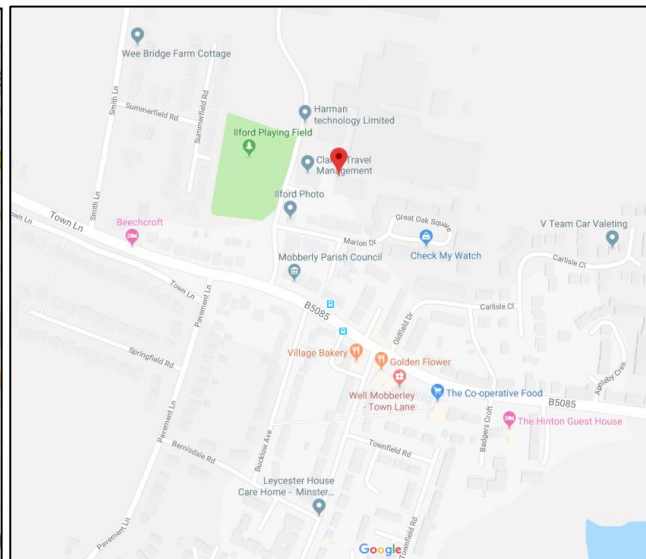 Wee Bridge Farm Cottage
Smith Ln
Summerfield Rd
Summerfield Rd
Harman
technology Limited
Ilford Playing Field
Travel
Management
Ilford Photo
Great Oak Square
Town Ln
Smith Ln
Beechcroft
Marion Dr
V Team Car Valeting
Check My Watch
Carlisle Cl
Town Ln
Mobberly Parish Council
Pavement Ln
B5085
Oldfield Dr
Carlisle Cl
Springfield Rd
Village Bakery
Golden Flower
Well Mobberley
- Town Lane
The Co-operative Food
Appleby Cres
B5085
Pavement Ln
Bucklow Ave
Badgers Croft
The Hinton Guest House
Bernisdale Rd
Townfield Rd
Leycester House
Care Home - Minster...
Pavement Ln
Townfield Rd
Google